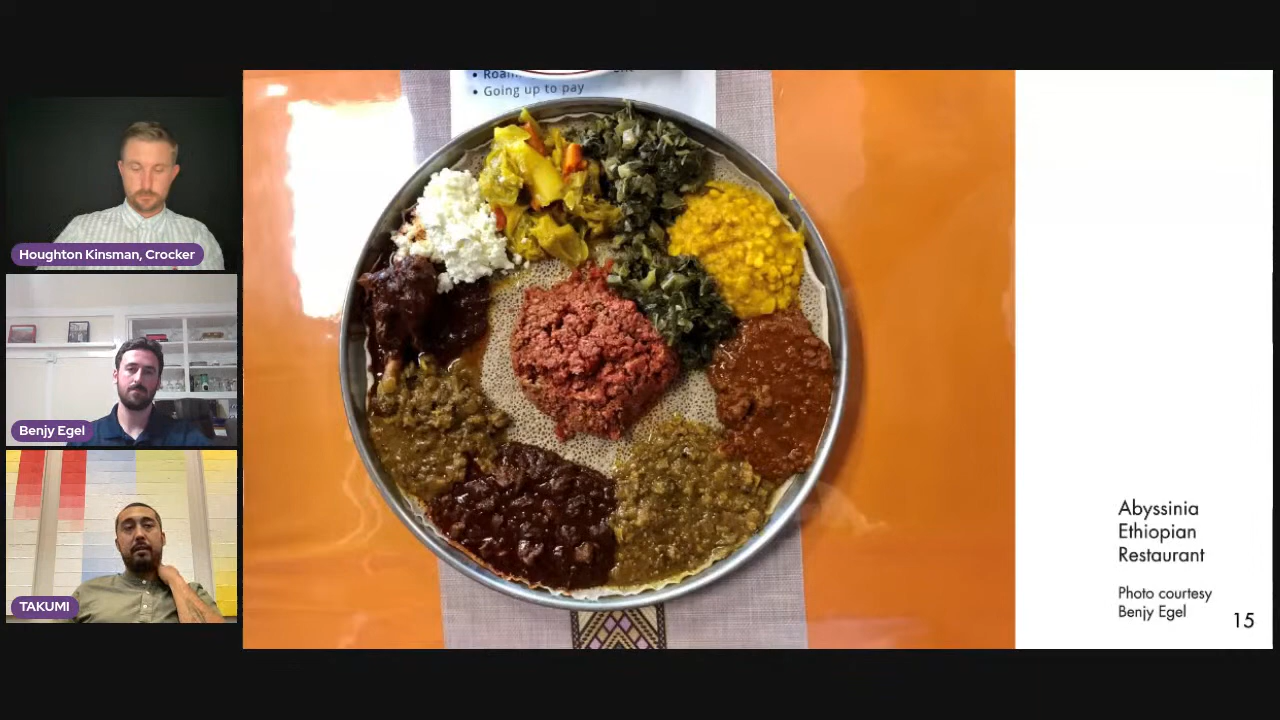 • Going up to pay
Houghton Kinsman, Crocker
Benjy Egel
TAKUMI
Abyssinia
Ethiopian
Restaurant
Photo courtesy
Benjy Egel
15